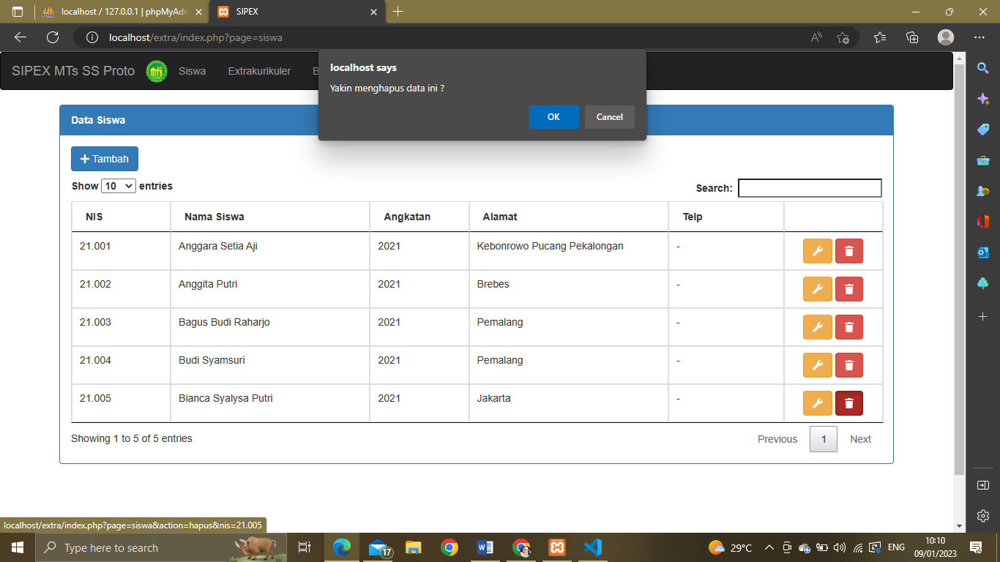 localhost / 127.0.0.1 | phpMyAdm
SIPEX
localhost/extra/index.php?page=siswa
SIPEX MTs SS Proto
Siswa
Extrakurikuler
B
localhost says
Yakin menghapus data ini ?
OK
Cancel
Data Siswa
Tambah
Show 10 entries
Search:
NIS Nama Siswa Angkatan Alamat Telp
21.001 Anggara Setia Aji 2021 Kebonrowo Pucang Pekalongan -
21.002 Anggita Putri 2021 Brebes -
21.003 Bagus Budi Raharjo 2021 Pemalang -
21.004 Budi Syamsuri 2021 Pemalang -
21.005 Bianca Syalysa Putri 2021 Jakarta -
Showing 1 to 5 of 5 entries
Previous 1 Next
localhost/extra/index.php?page=siswa&action=hapus&nis=21.005
Type here to search
17
29°C
ENG
10:10
09/01/2023